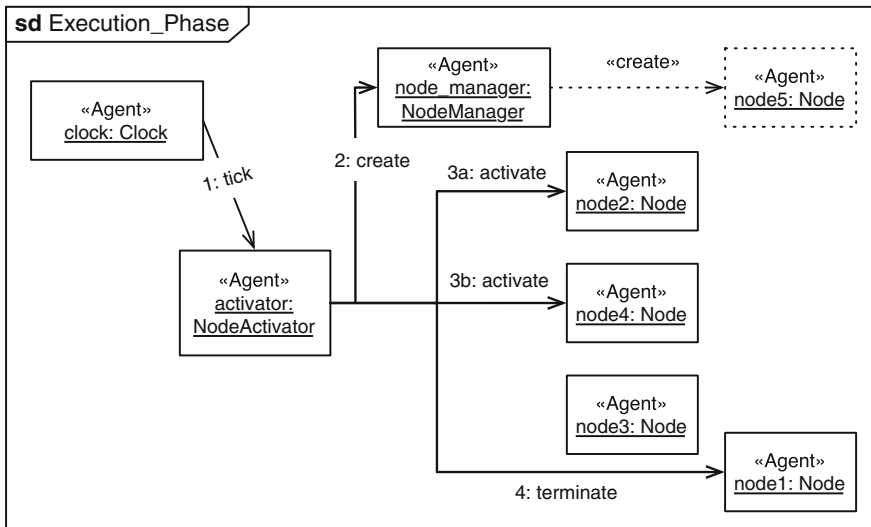 sd Execution_Phase
«Agent»
clock: Clock
1: tick
«Agent»
activator:
NodeActivator
2: create
«Agent»
node_manager:
NodeManager
«create»
«Agent»
node5: Node
3a: activate
«Agent»
node2: Node
3b: activate
«Agent»
node4: Node
«Agent»
node3: Node
4: terminate
«Agent»
node1: Node